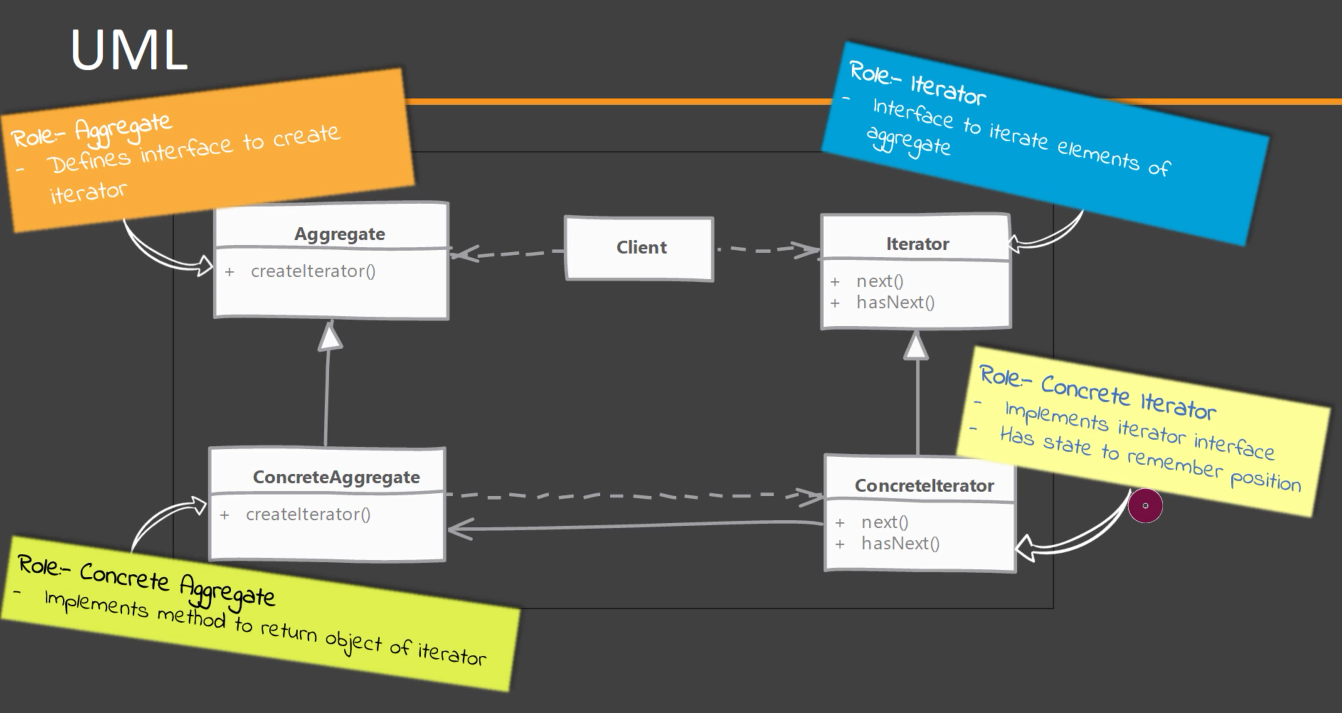 UML
Role:- Aggregate
- Defines interface to create
iterator
Role:- Iterator
- Interface to iterate elements of
aggregate
Aggregate
+ createIterator()
Client
Iterator
+ next()
+ hasNext()
Role:- Concrete Iterator
- Implements iterator interface
- Has state to remember position
ConcreteAggregate
+ createIterator()
ConcreteIterator
+ next()
+ hasNext()
Role:- Concrete Aggregate
- Implements method to return object of iterator